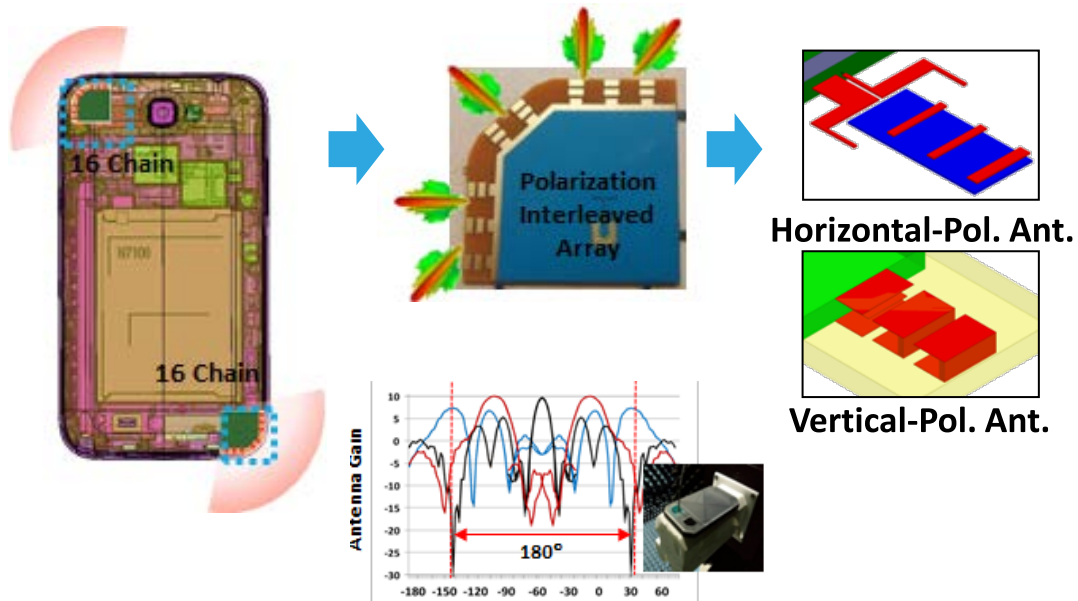 16 Chain
N7100
16 Chain
Polarization
Interleaved
Array
Horizontal-Pol. Ant.
Vertical-Pol. Ant.
Antenna Gain
10
5
0
-5
-10
-15
-20
-25
-30
180°
-180 -150 -120 -90 -60 -30 0 30 60